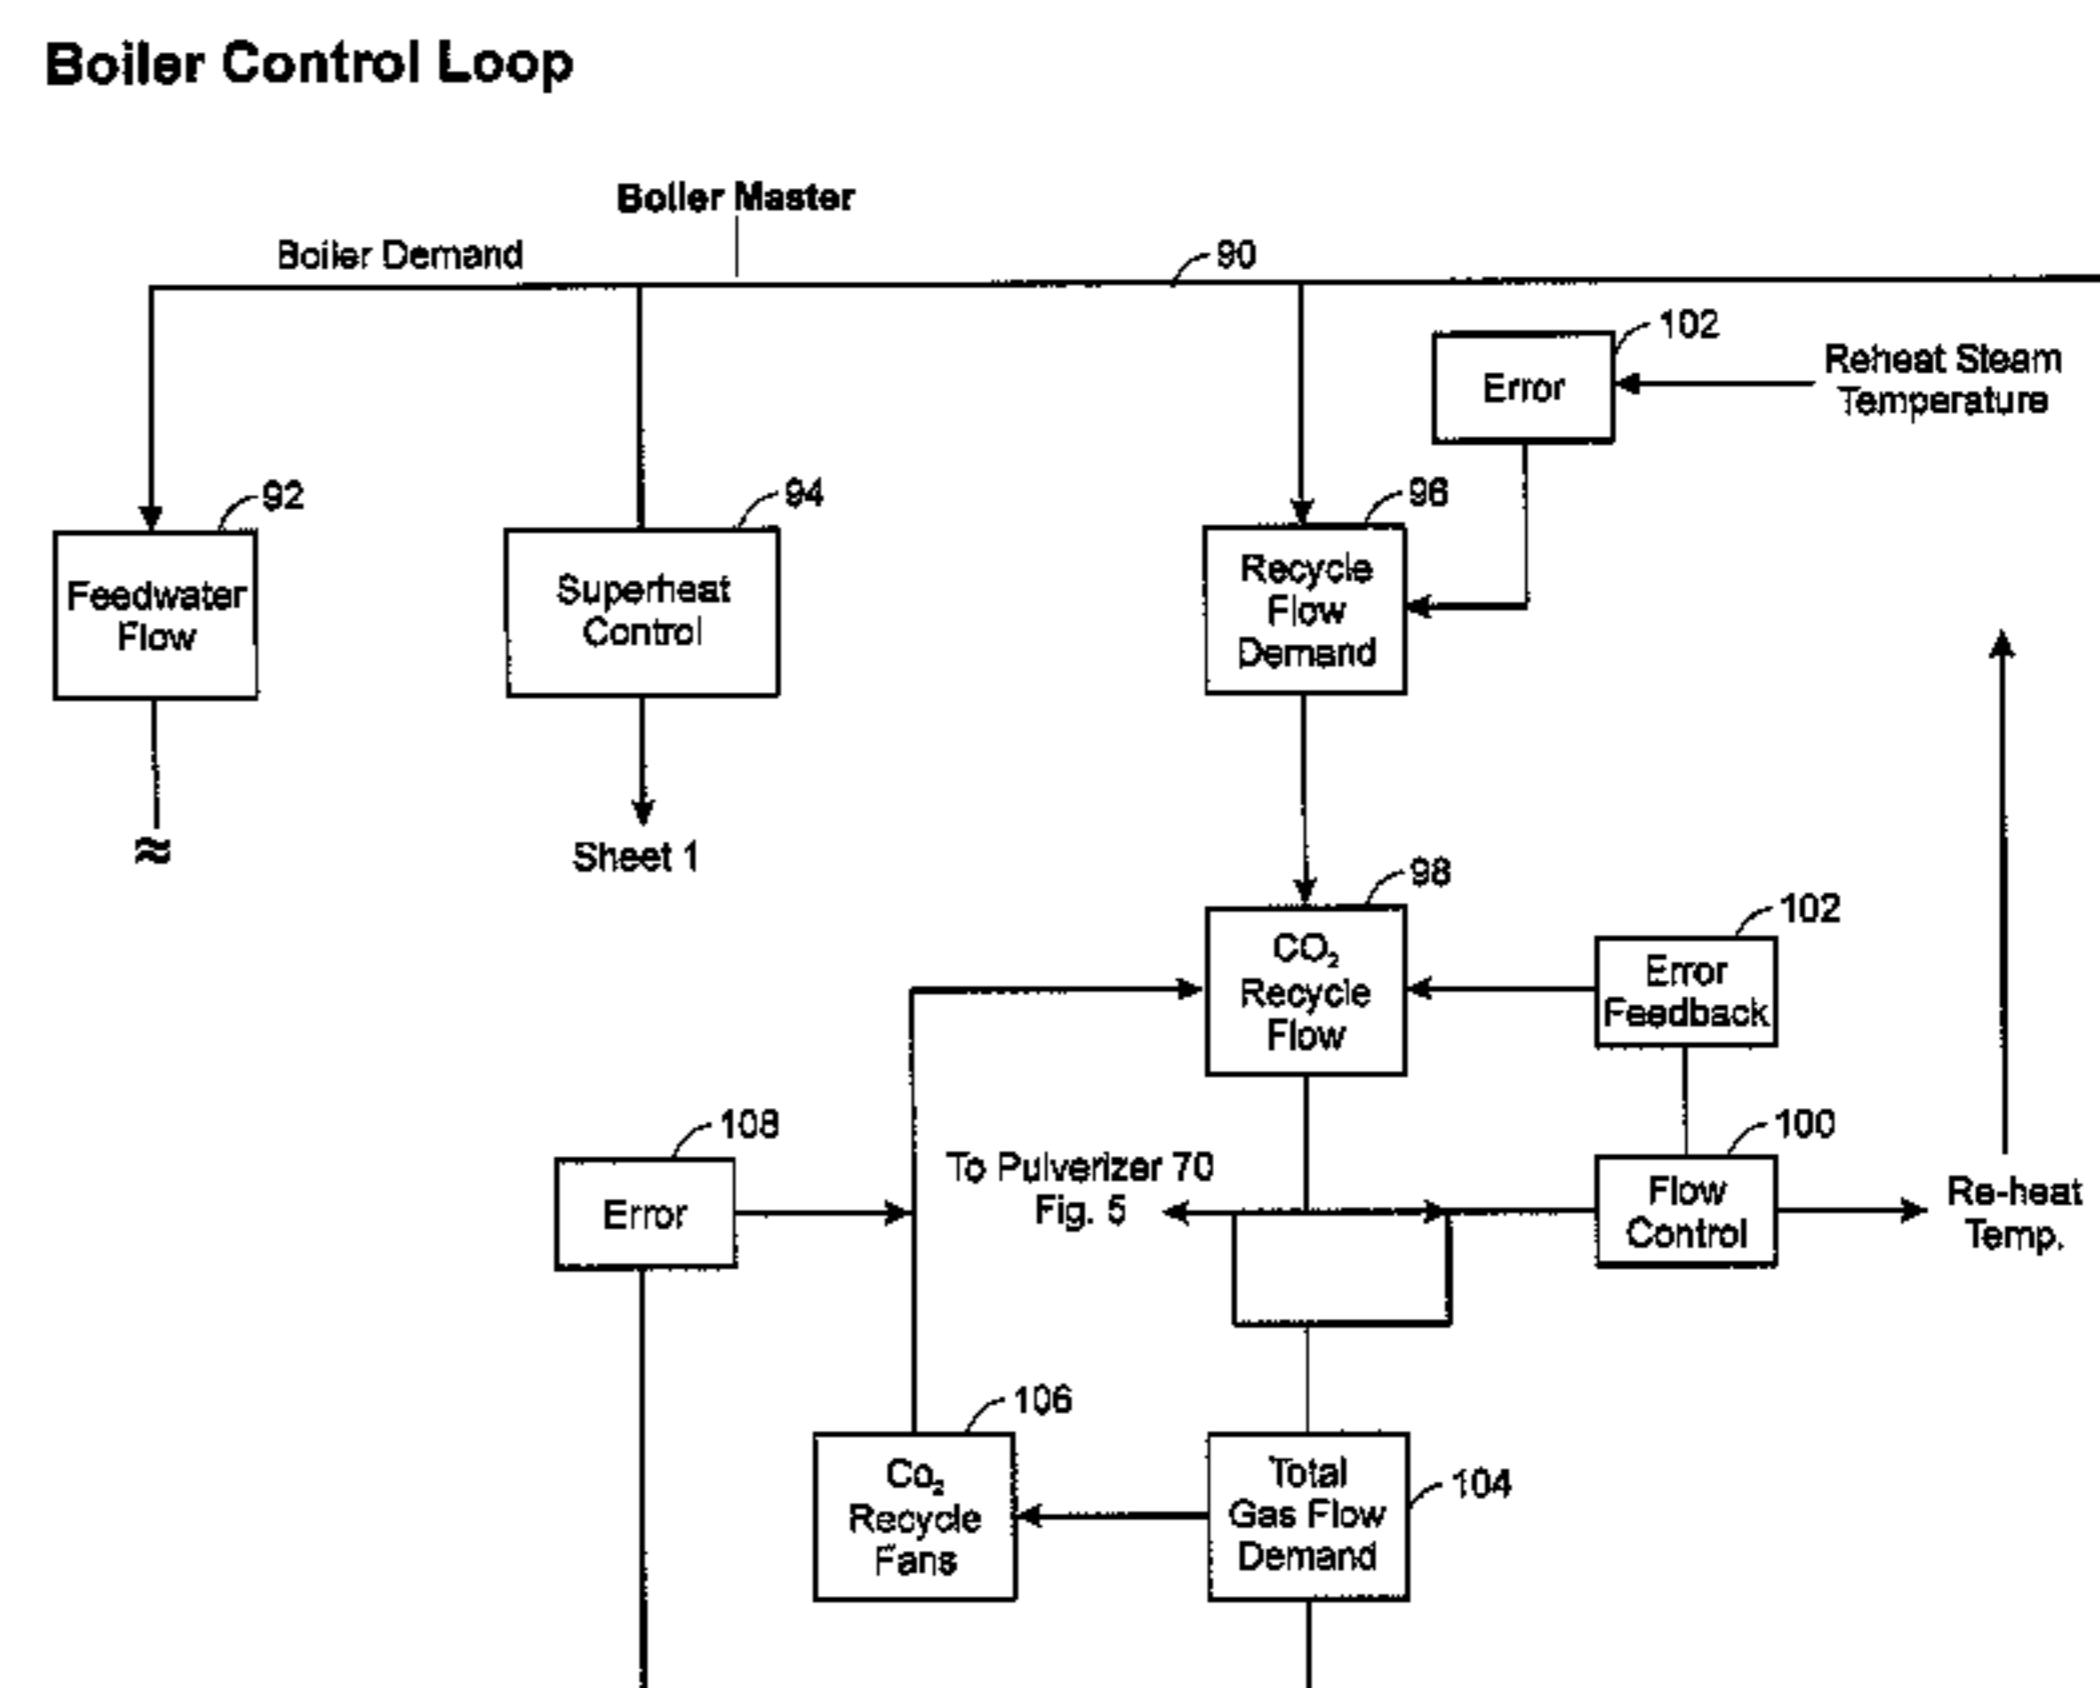 Boiler Control Loop
Boiler Master
Boiler Demand
90
102
Error
Reheat Steam
Temperature
92
94
96
Feedwater
Flow
Superheat
Control
Recycle
Flow
Demand
≈
Sheet 1
98
CO₂
Recycle
Flow
102
Error
Feedback
108
Error
To Pulverizer 70
Fig. 5
100
Flow
Control
Re-heat
Temp.
106
Co₂
Recycle
Fans
Total
Gas Flow
Demand
104